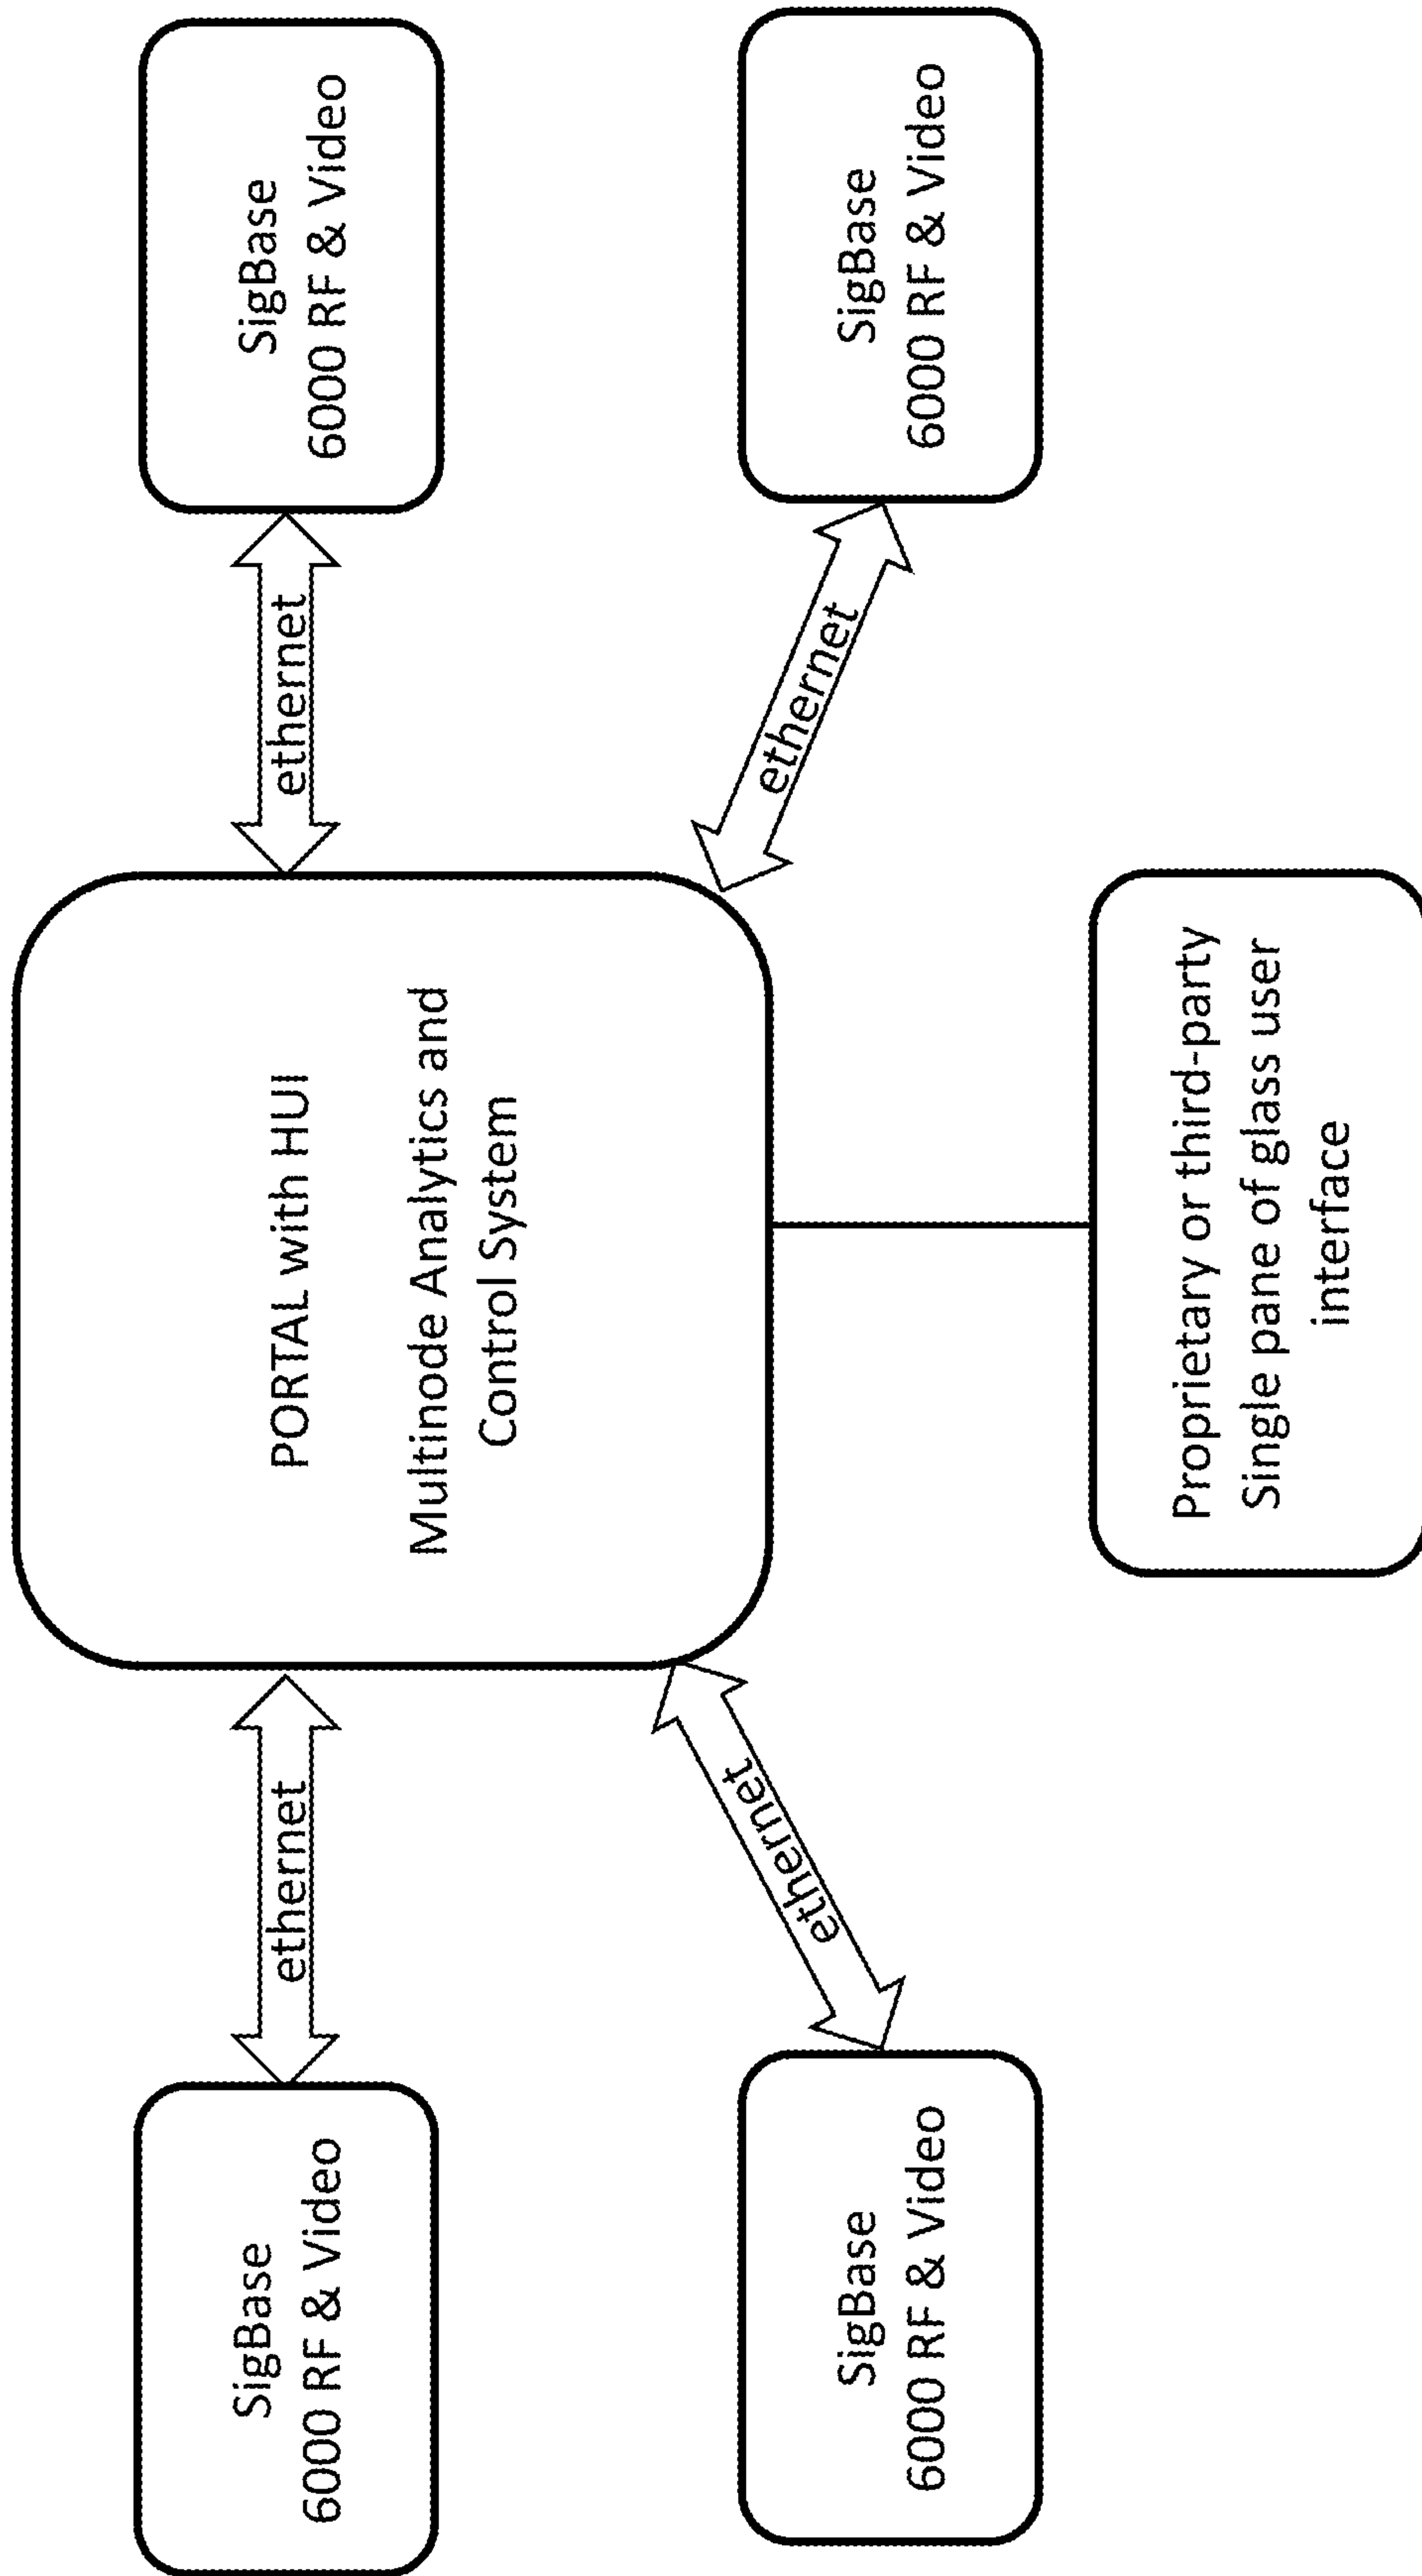 SigBase
6000 RF & Video
ethernet
PORTAL with HUI
Multinode Analytics and
Control System
ethernet
SigBase
6000 RF & Video
SigBase
6000 RF & Video
ethernet
ethernet
SigBase
6000 RF & Video
Proprietary or third-party
Single pane of glass user
interface